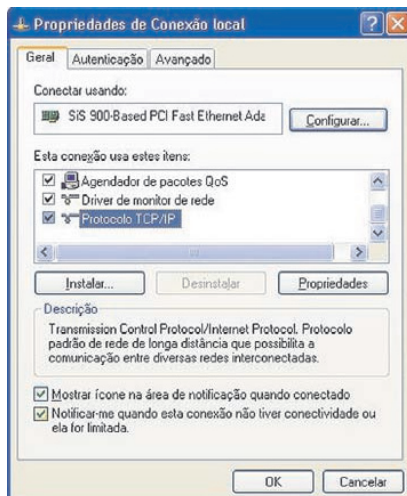 Propriedades de Conexão local
Geral Autenticação Avançado
Conectar usando:
SiS 900-Based PCI Fast Ethernet Ada
Configurar...
Esta conexão usa estes itens:
Agendador de pacotes QoS
Driver de monitor de rede
Protocolo TCP/IP
Instalar... Desinstalar Propriedades
Descrição
Transmission Control Protocol/Internet Protocol. Protocolo
padrão de rede de longa distância que possibilita a
comunicação entre diversas redes interconectadas.
Mostrar ícone na área de notificação quando conectado
Notificar-me quando esta conexão não tiver conectividade ou
ela for limitada.
OK Cancelar